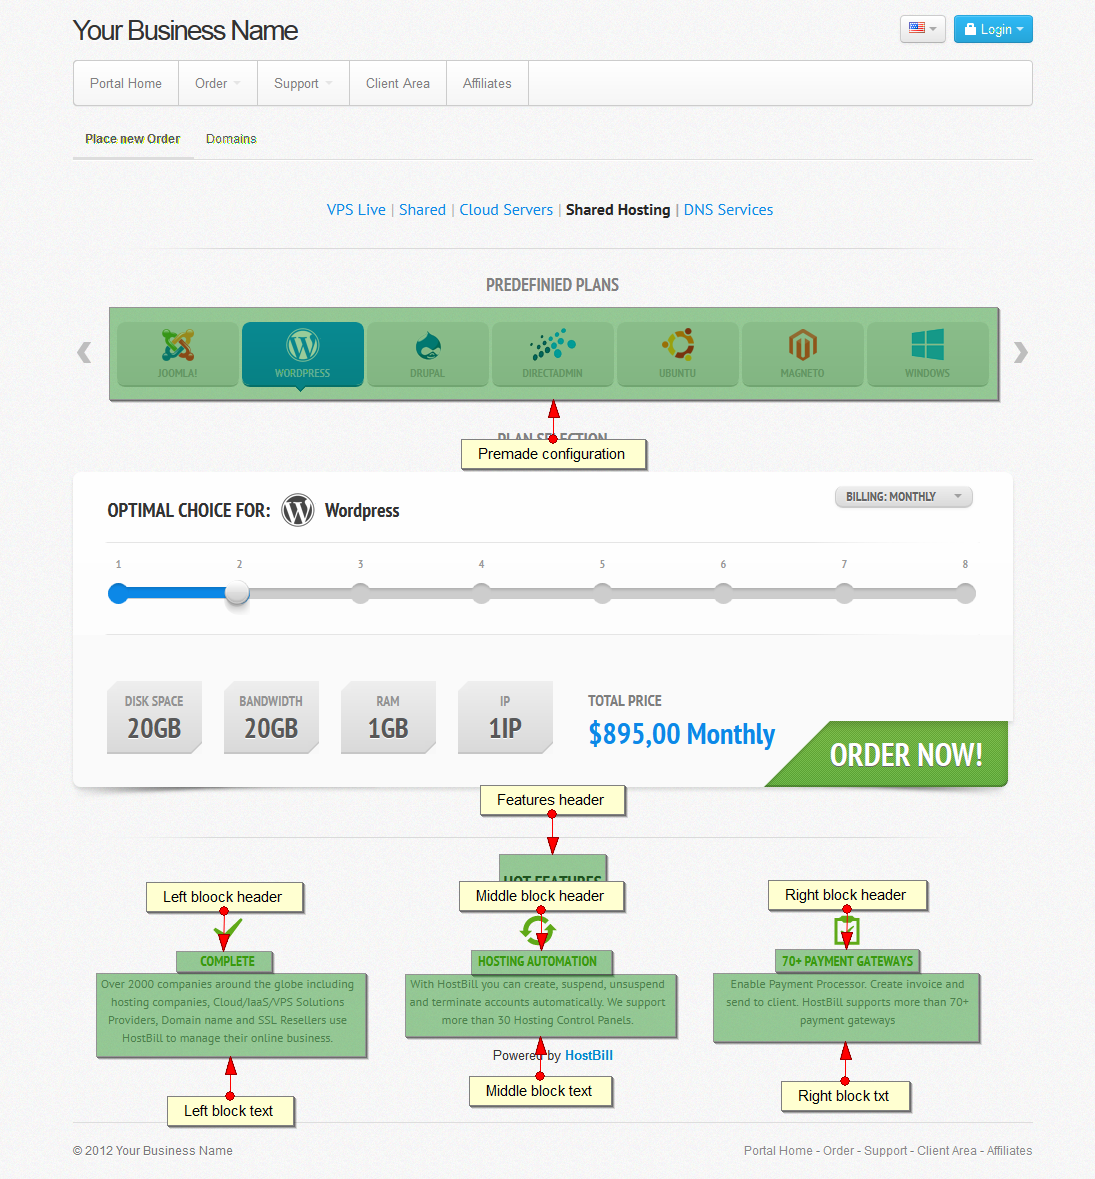 Your Business Name
Login
Portal Home Order Support Client Area Affiliates
Place new Order Domains
VPS Live | Shared | Cloud Servers | Shared Hosting | DNS Services
PREDEFINIED PLANS
JOOMLA! WORDPRESS DRUPAL DIRECTADMIN UBUNTU MAGNETO WINDOWS
PLAN SELECTION
Premade configuration
OPTIMAL CHOICE FOR: Wordpress
BILLING: MONTHLY
1 2 3 4 5 6 7 8
DISK SPACE BANDWIDTH RAM IP TOTAL PRICE
20GB 20GB 1GB 1IP $895,00 Monthly
ORDER NOW!
Features header
HOT FEATURES
Left bloock header
Middle block header
Right block header
COMPLETE
Over 2000 companies around the globe including
hosting companies, Cloud/IaaS/VPS Solutions
Providers, Domain name and SSL Resellers use
HostBill to manage their online business.
HOSTING AUTOMATION
With HostBill you can create, suspend, unsuspend
and terminate accounts automatically. We support
more than 30 Hosting Control Panels.
70+ PAYMENT GATEWAYS
Enable Payment Processor. Create invoice and
send to client. HostBill supports more than 70+
payment gateways
Powered by HostBill
Left block text
Middle block text
Right block txt
© 2012 Your Business Name
Portal Home - Order - Support - Client Area - Affiliates